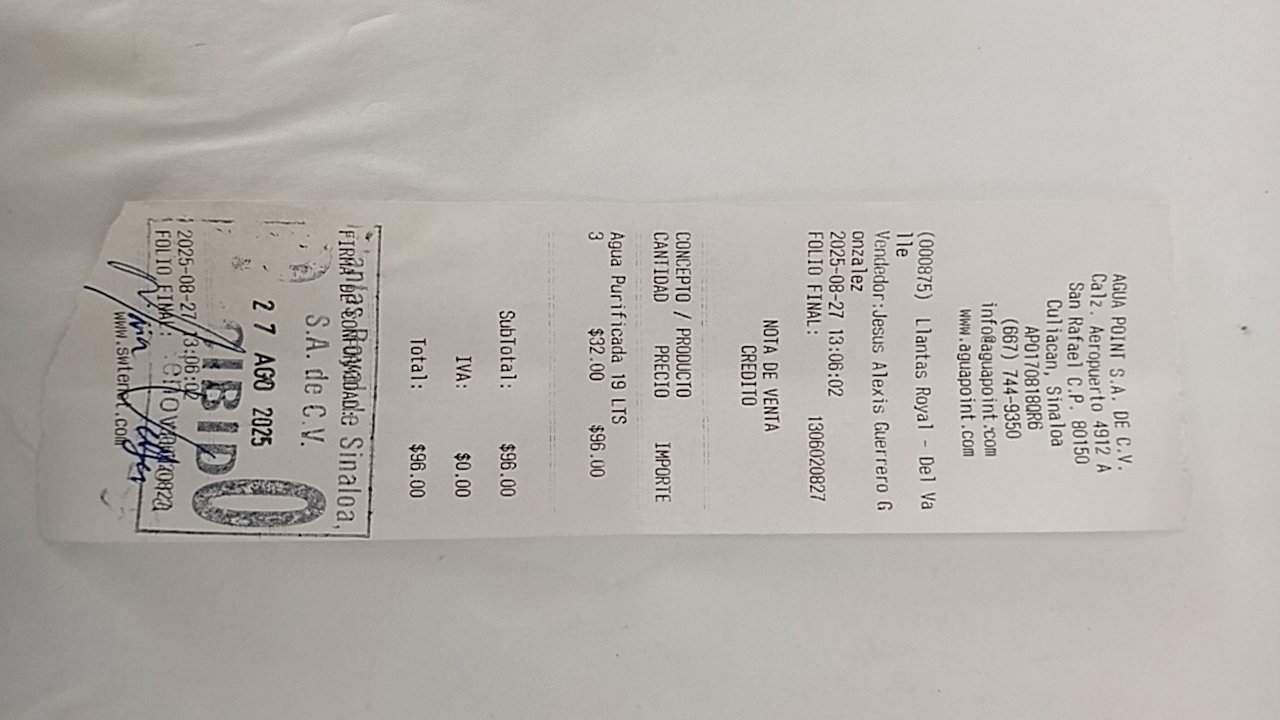 AGUA POINT S.A. DE C.V.
Calz. Aeropuerto 4912 A
San Rafael C.P. 80150
Culiacan, Sinaloa
APO170818QR6
(667) 744-9350
info@aguapoint.com
www.aguapoint.com
(000875) Llantas Royal - Del Va
lle
Vendedor:Jesus Alexis Guerrero G
onzalez
2025-08-27 13:06:02
FOLIO FINAL: 1306020827
NOTA DE VENTA
CREDITO
CONCEPTO / PRODUCTO
CANTIDAD PRECIO IMPORTE
Agua Purificada 19 LTS
3 $32.00 $96.00
SubTotal: $96.00
IVA: $0.00
Total: $96.00
FIRMA DE CONFORMIDAD
Royal de Sinaloa,
S.A. de C.V.
27 AGO 2025
2025-08-27 13:06:02
FOLIO FINAL:
www.swternet.com